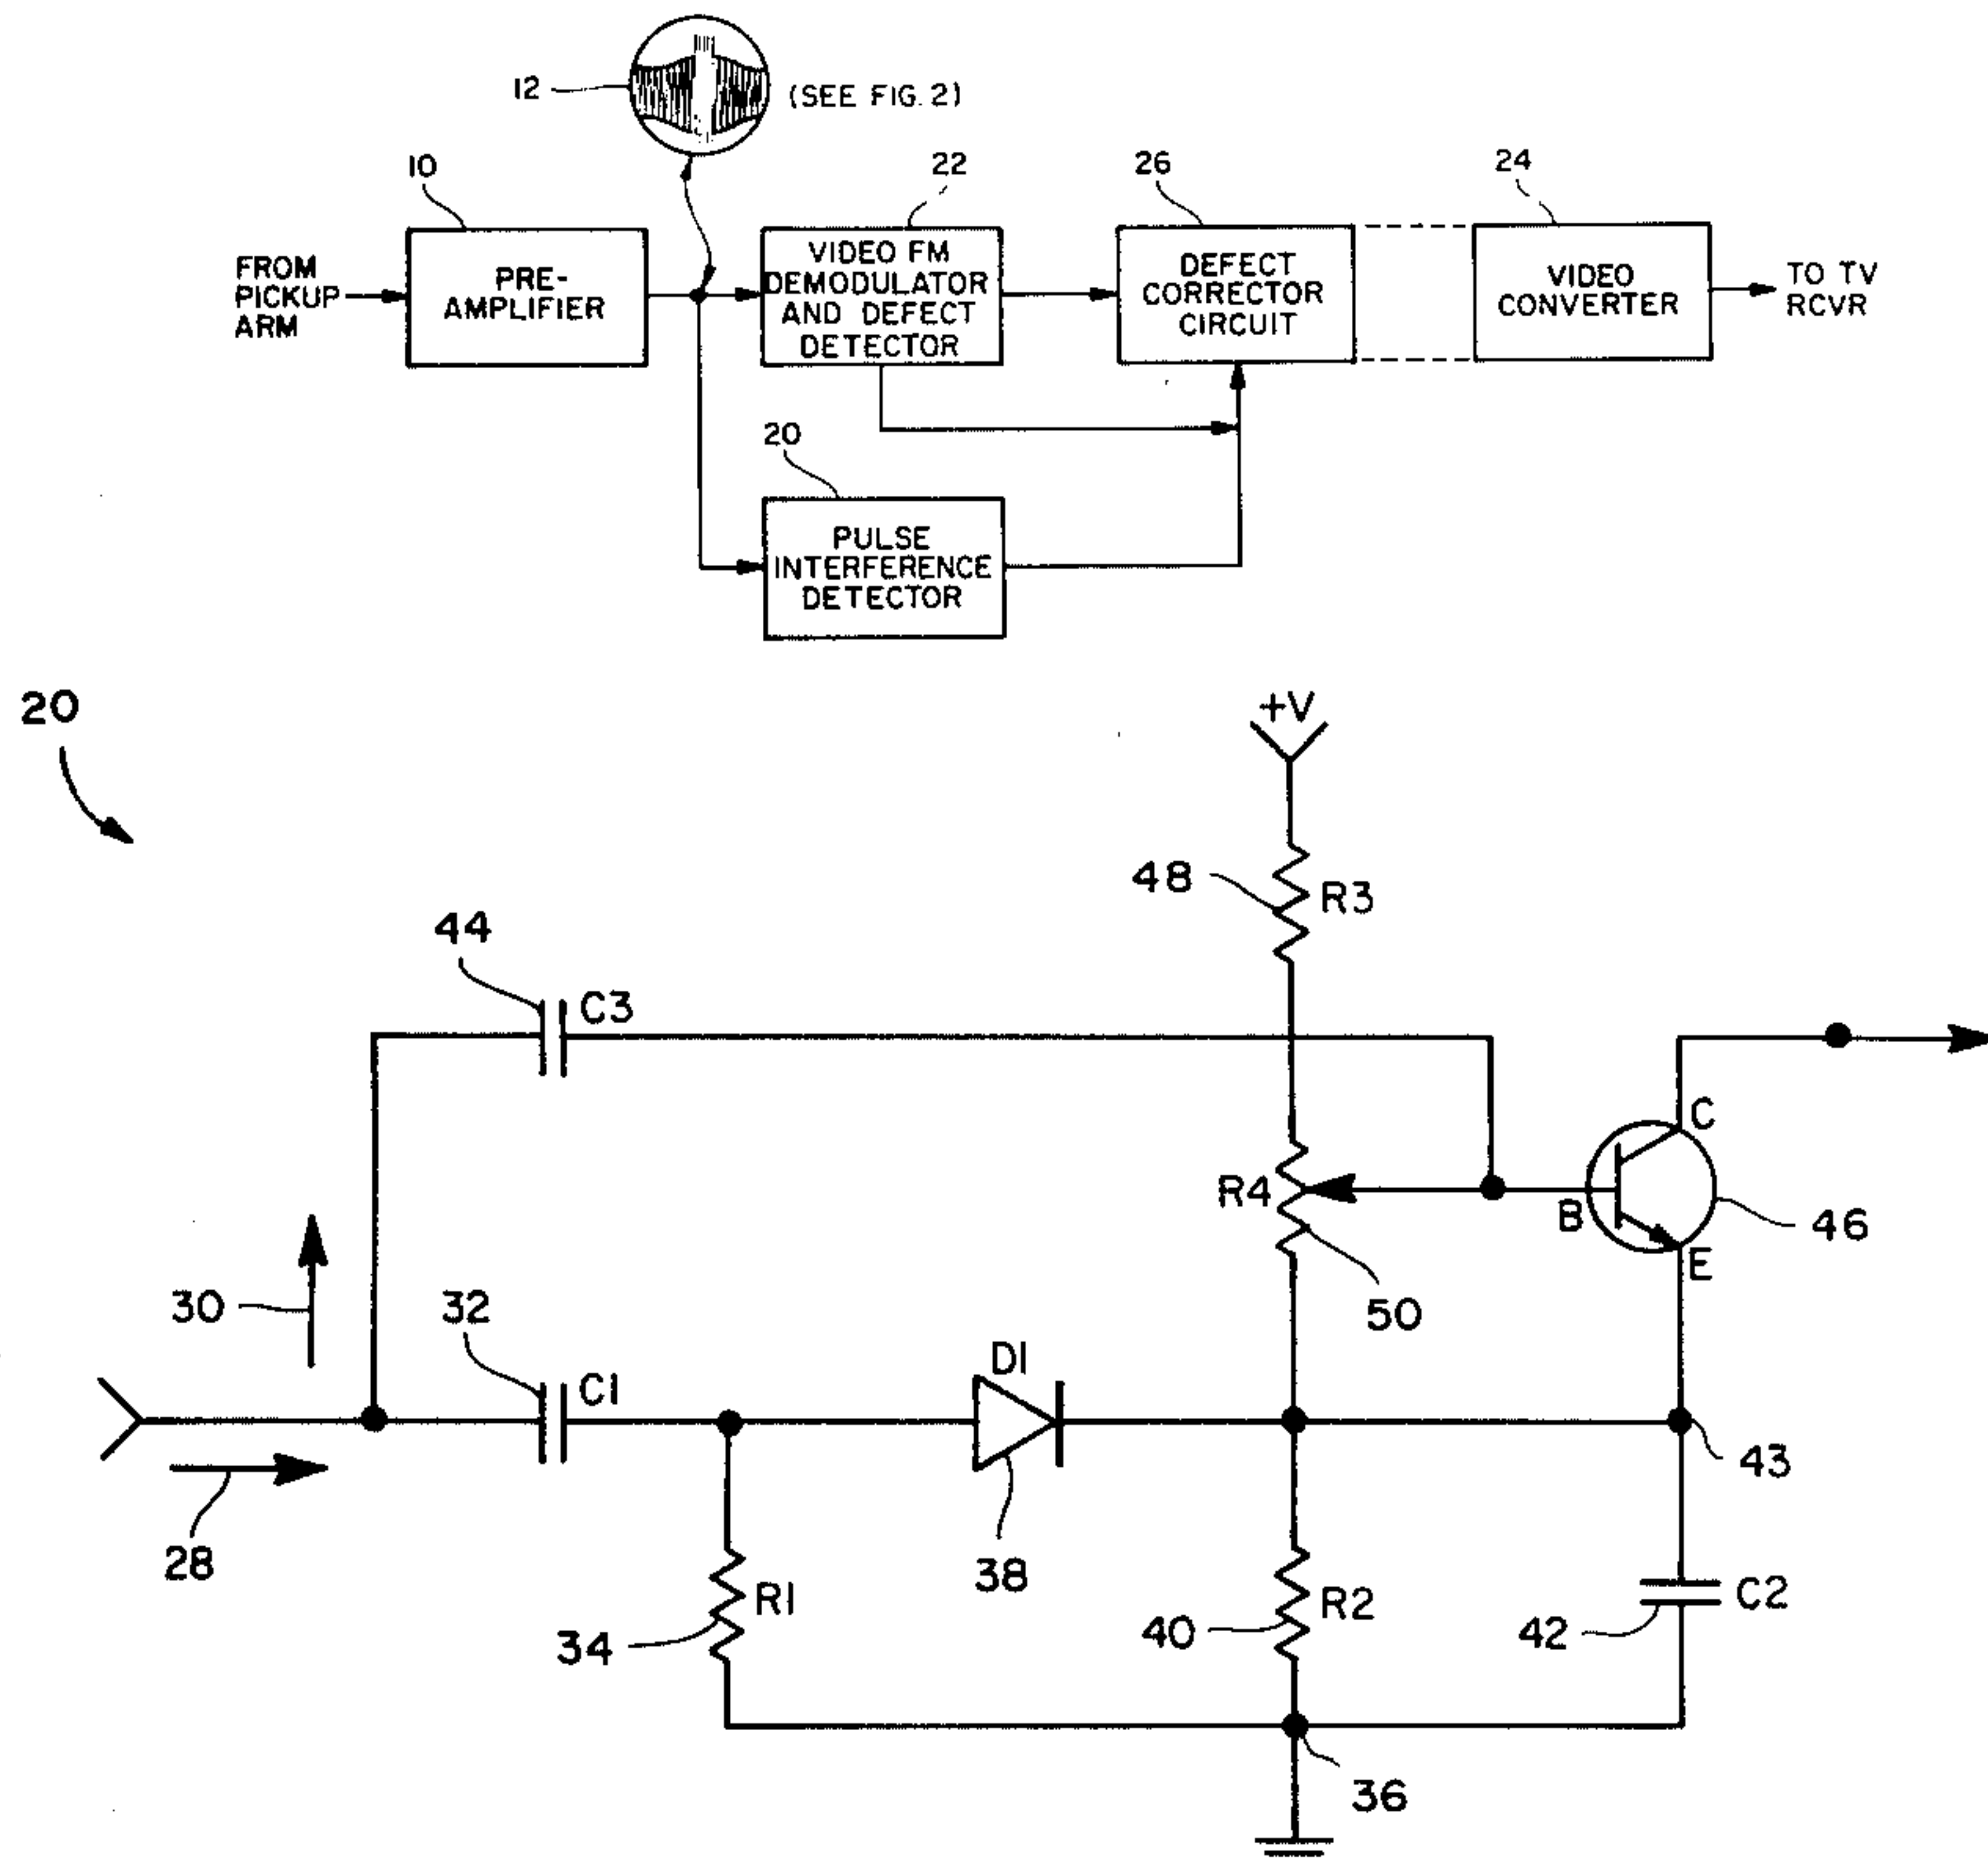 12
(SEE FIG. 2)
10
22
26
24
FROM
PICKUP
ARM
PRE-
AMPLIFIER
VIDEO FM
DEMODULATOR
AND DEFECT
DETECTOR
DEFECT
CORRECTOR
CIRCUIT
VIDEO
CONVERTER
TO TV
RCVR
20
PULSE
INTERFERENCE
DETECTOR
20
+V
48
R3
44
C3
C
R4
B
46
E
30
32
50
C1
D1
43
28
38
R1
R2
C2
34
40
42
36